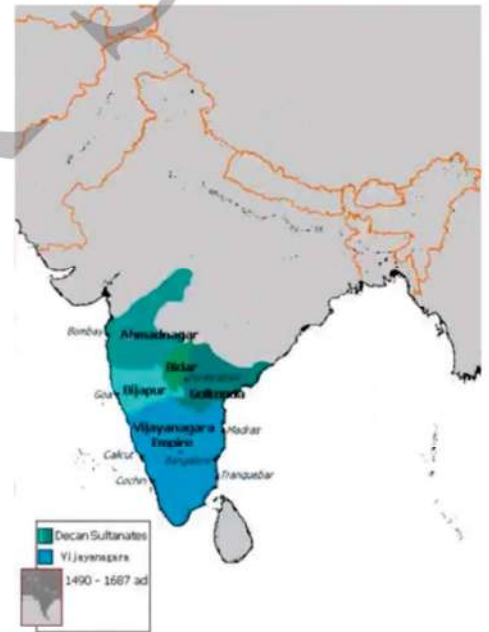 Bombay
Ahmadnagar
Bidar
Goa
Bijapur
Golkonda
Vijayanagara
Empire
Madras
Calicut
Bangalore
Cochin
Tranquebar
Decan Sultanates
Vijayanagara
1490 - 1687 ad